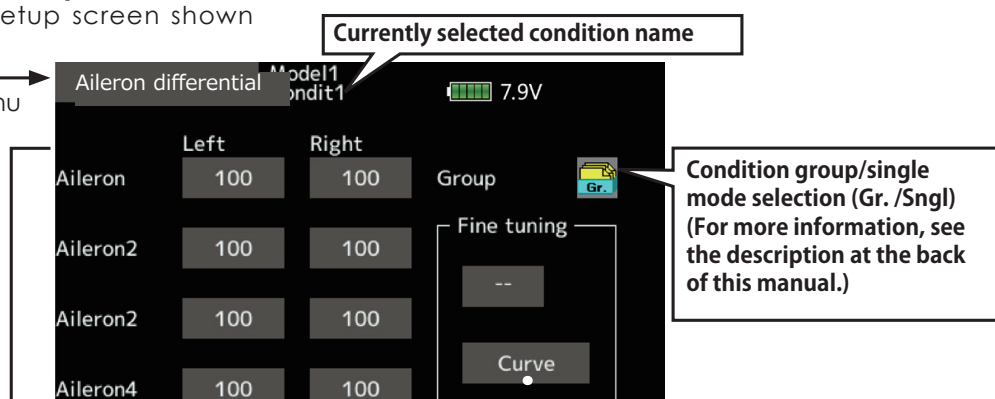 etup screen shown
Currently selected condition name
nu
Aileron differential
Model1
ondit1
7.9V
Left Right
Aileron 100 100 Group Gr.
Condition group/single
mode selection (Gr. /Sngl)
(For more information, see
the description at the back
of this manual.)
Fine tuning
Aileron2 100 100
--
Aileron2 100 100
Curve
Aileron4 100 100